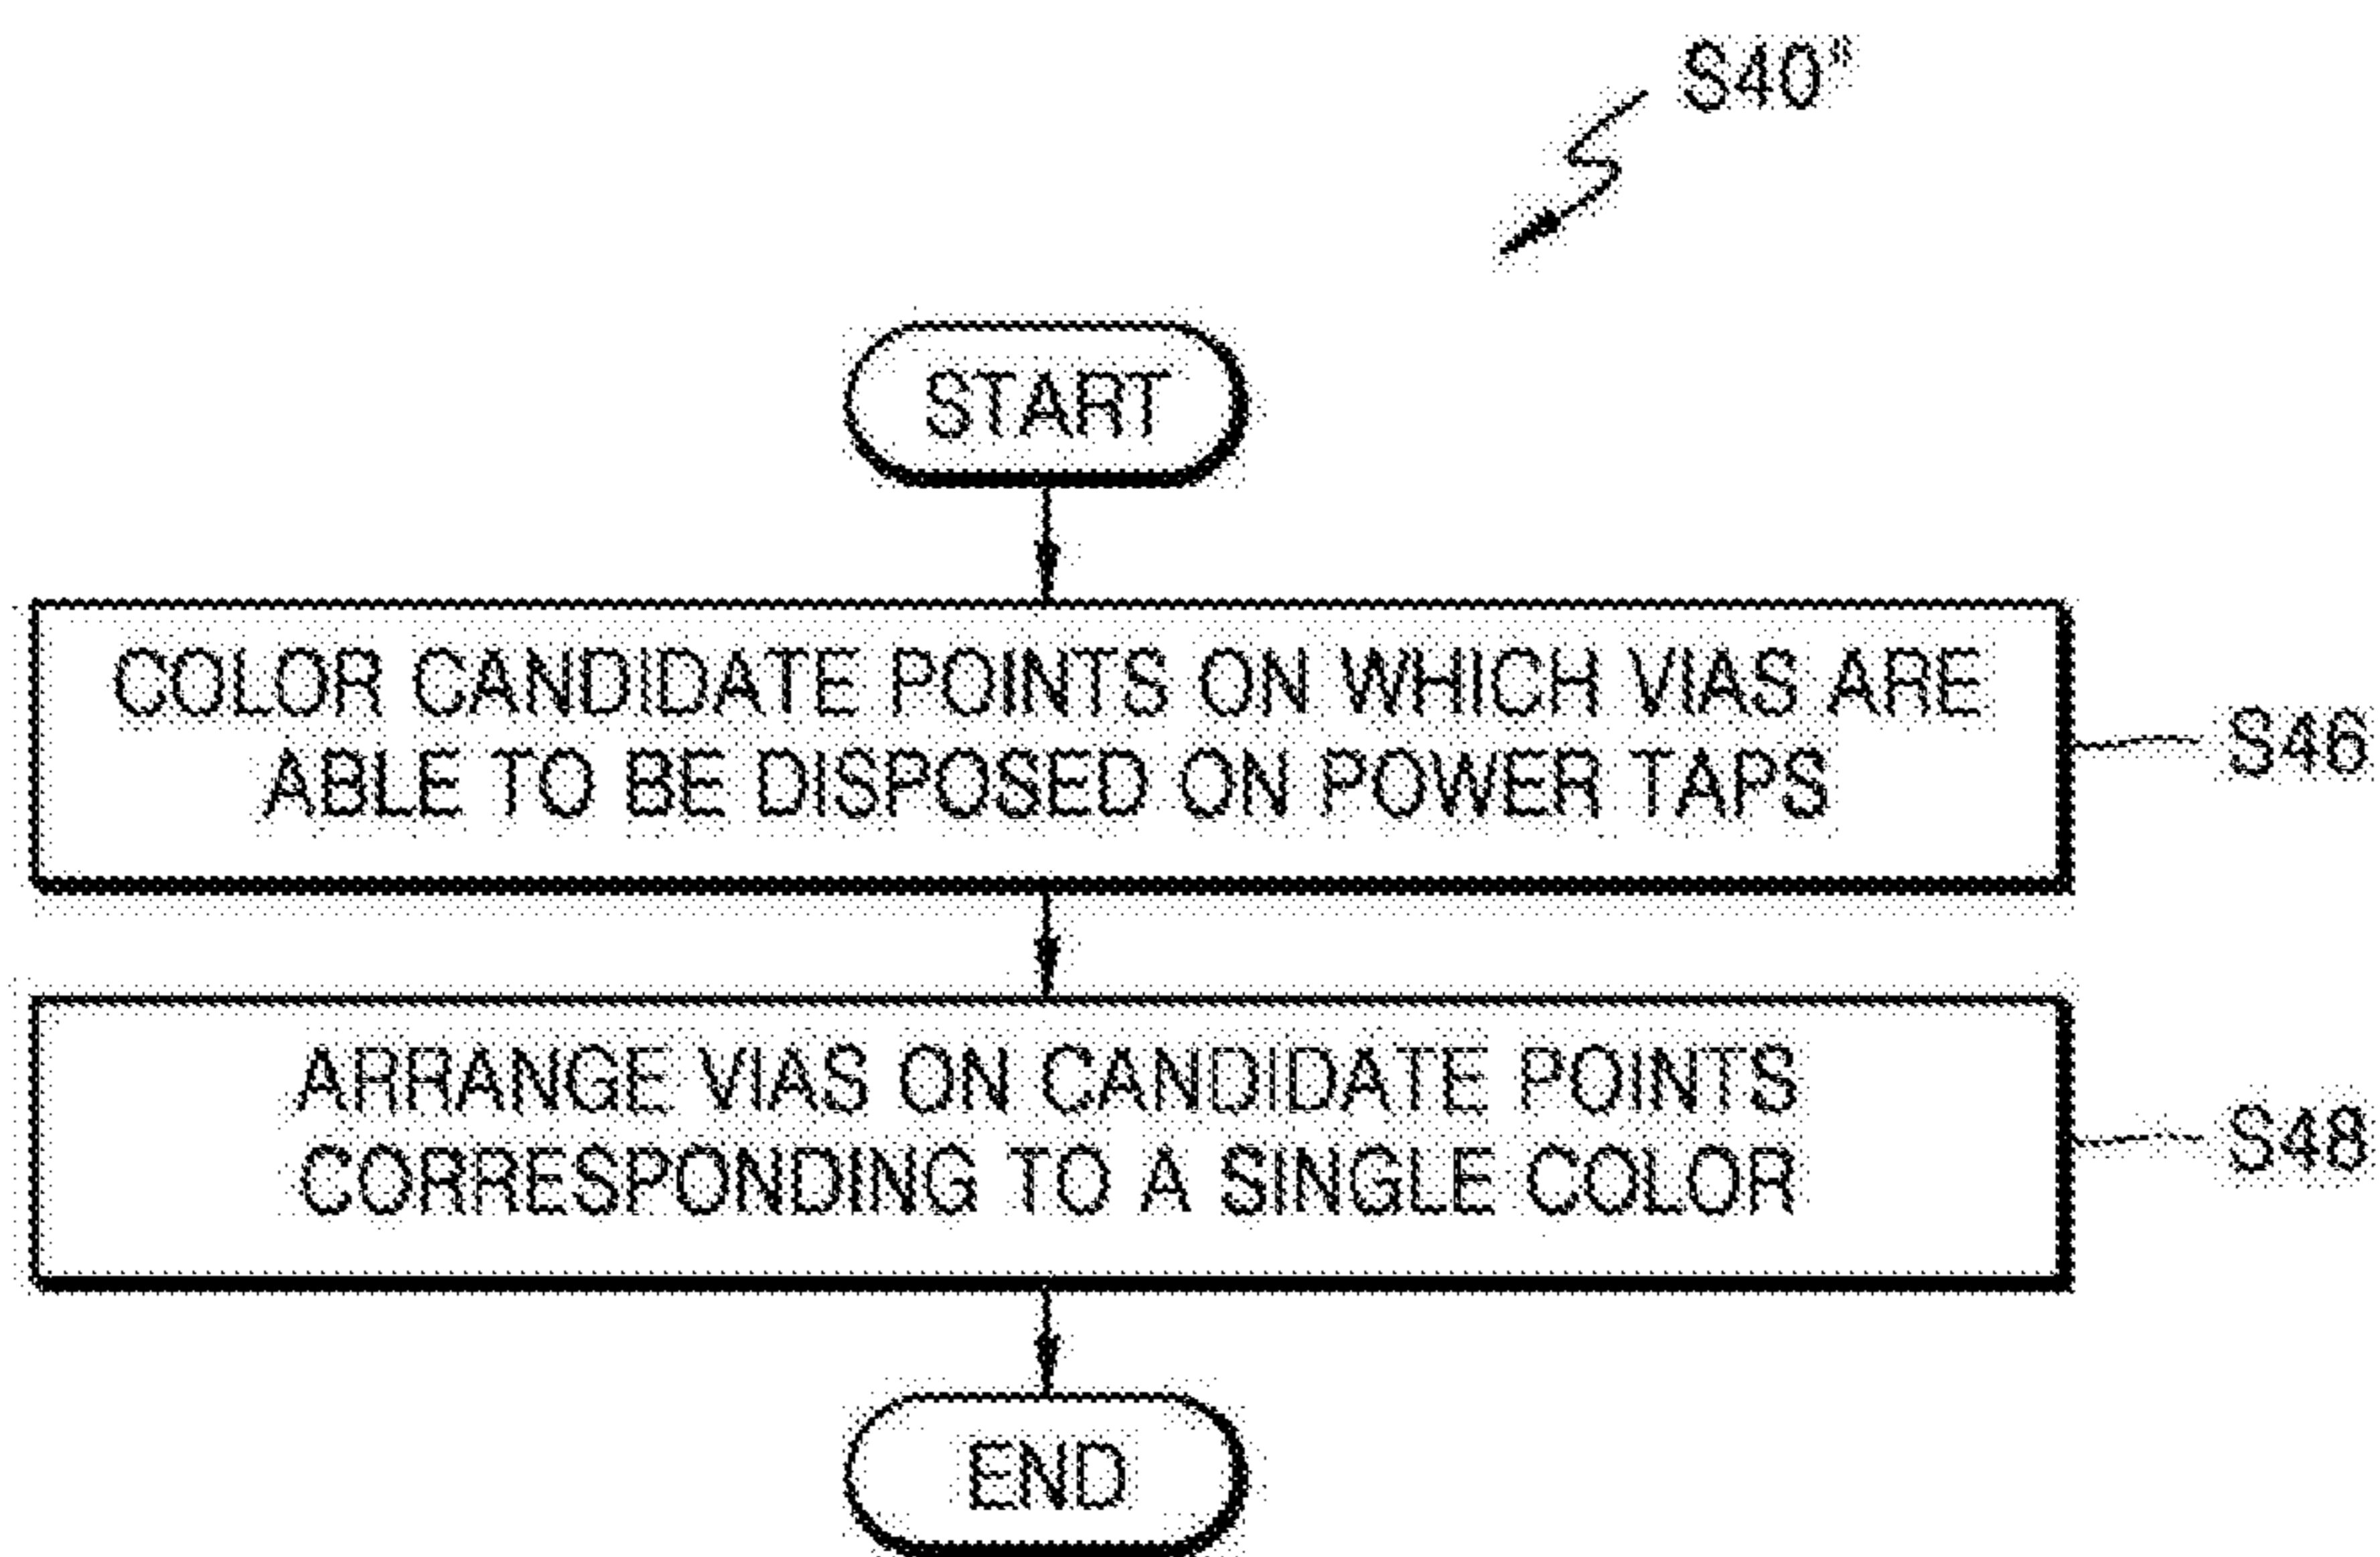 S40"
START
COLOR CANDIDATE POINTS ON WHICH VIAS ARE
ABLE TO BE DISPOSED ON POWER TAPS
S46
ARRANGE VIAS ON CANDIDATE POINTS
CORRESPONDING TO A SINGLE COLOR
S48
END